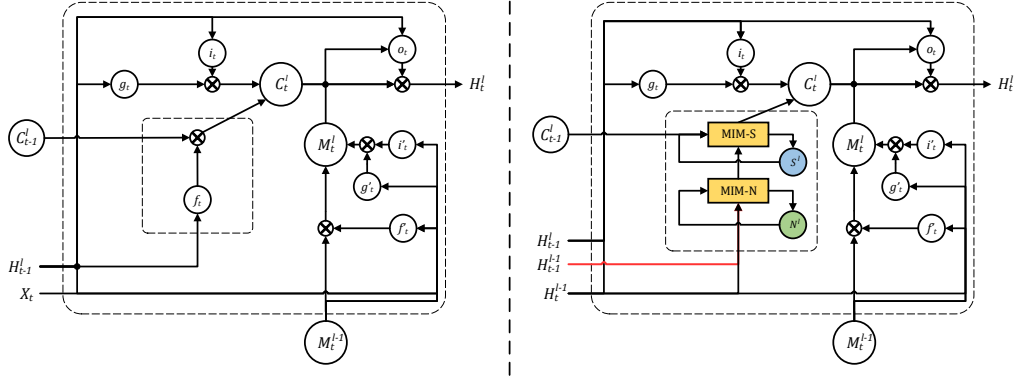 i_t
o_t
g_t
C_t^l
H_t^l
C_{t-1}^l
M_t^l
i'_t
g'_t
f_t
f'_t
H_{t-1}^l
X_t
M_t^{l-1}
i_t
o_t
g_t
C_t^l
H_t^l
C_{t-1}^l
MIM-S
M_t^l
i'_t
S^l
g'_t
MIM-N
N^l
f'_t
H_{t-1}^l
H_{t-1}^{l-1}
H_t^{l-1}
M_t^{l-1}